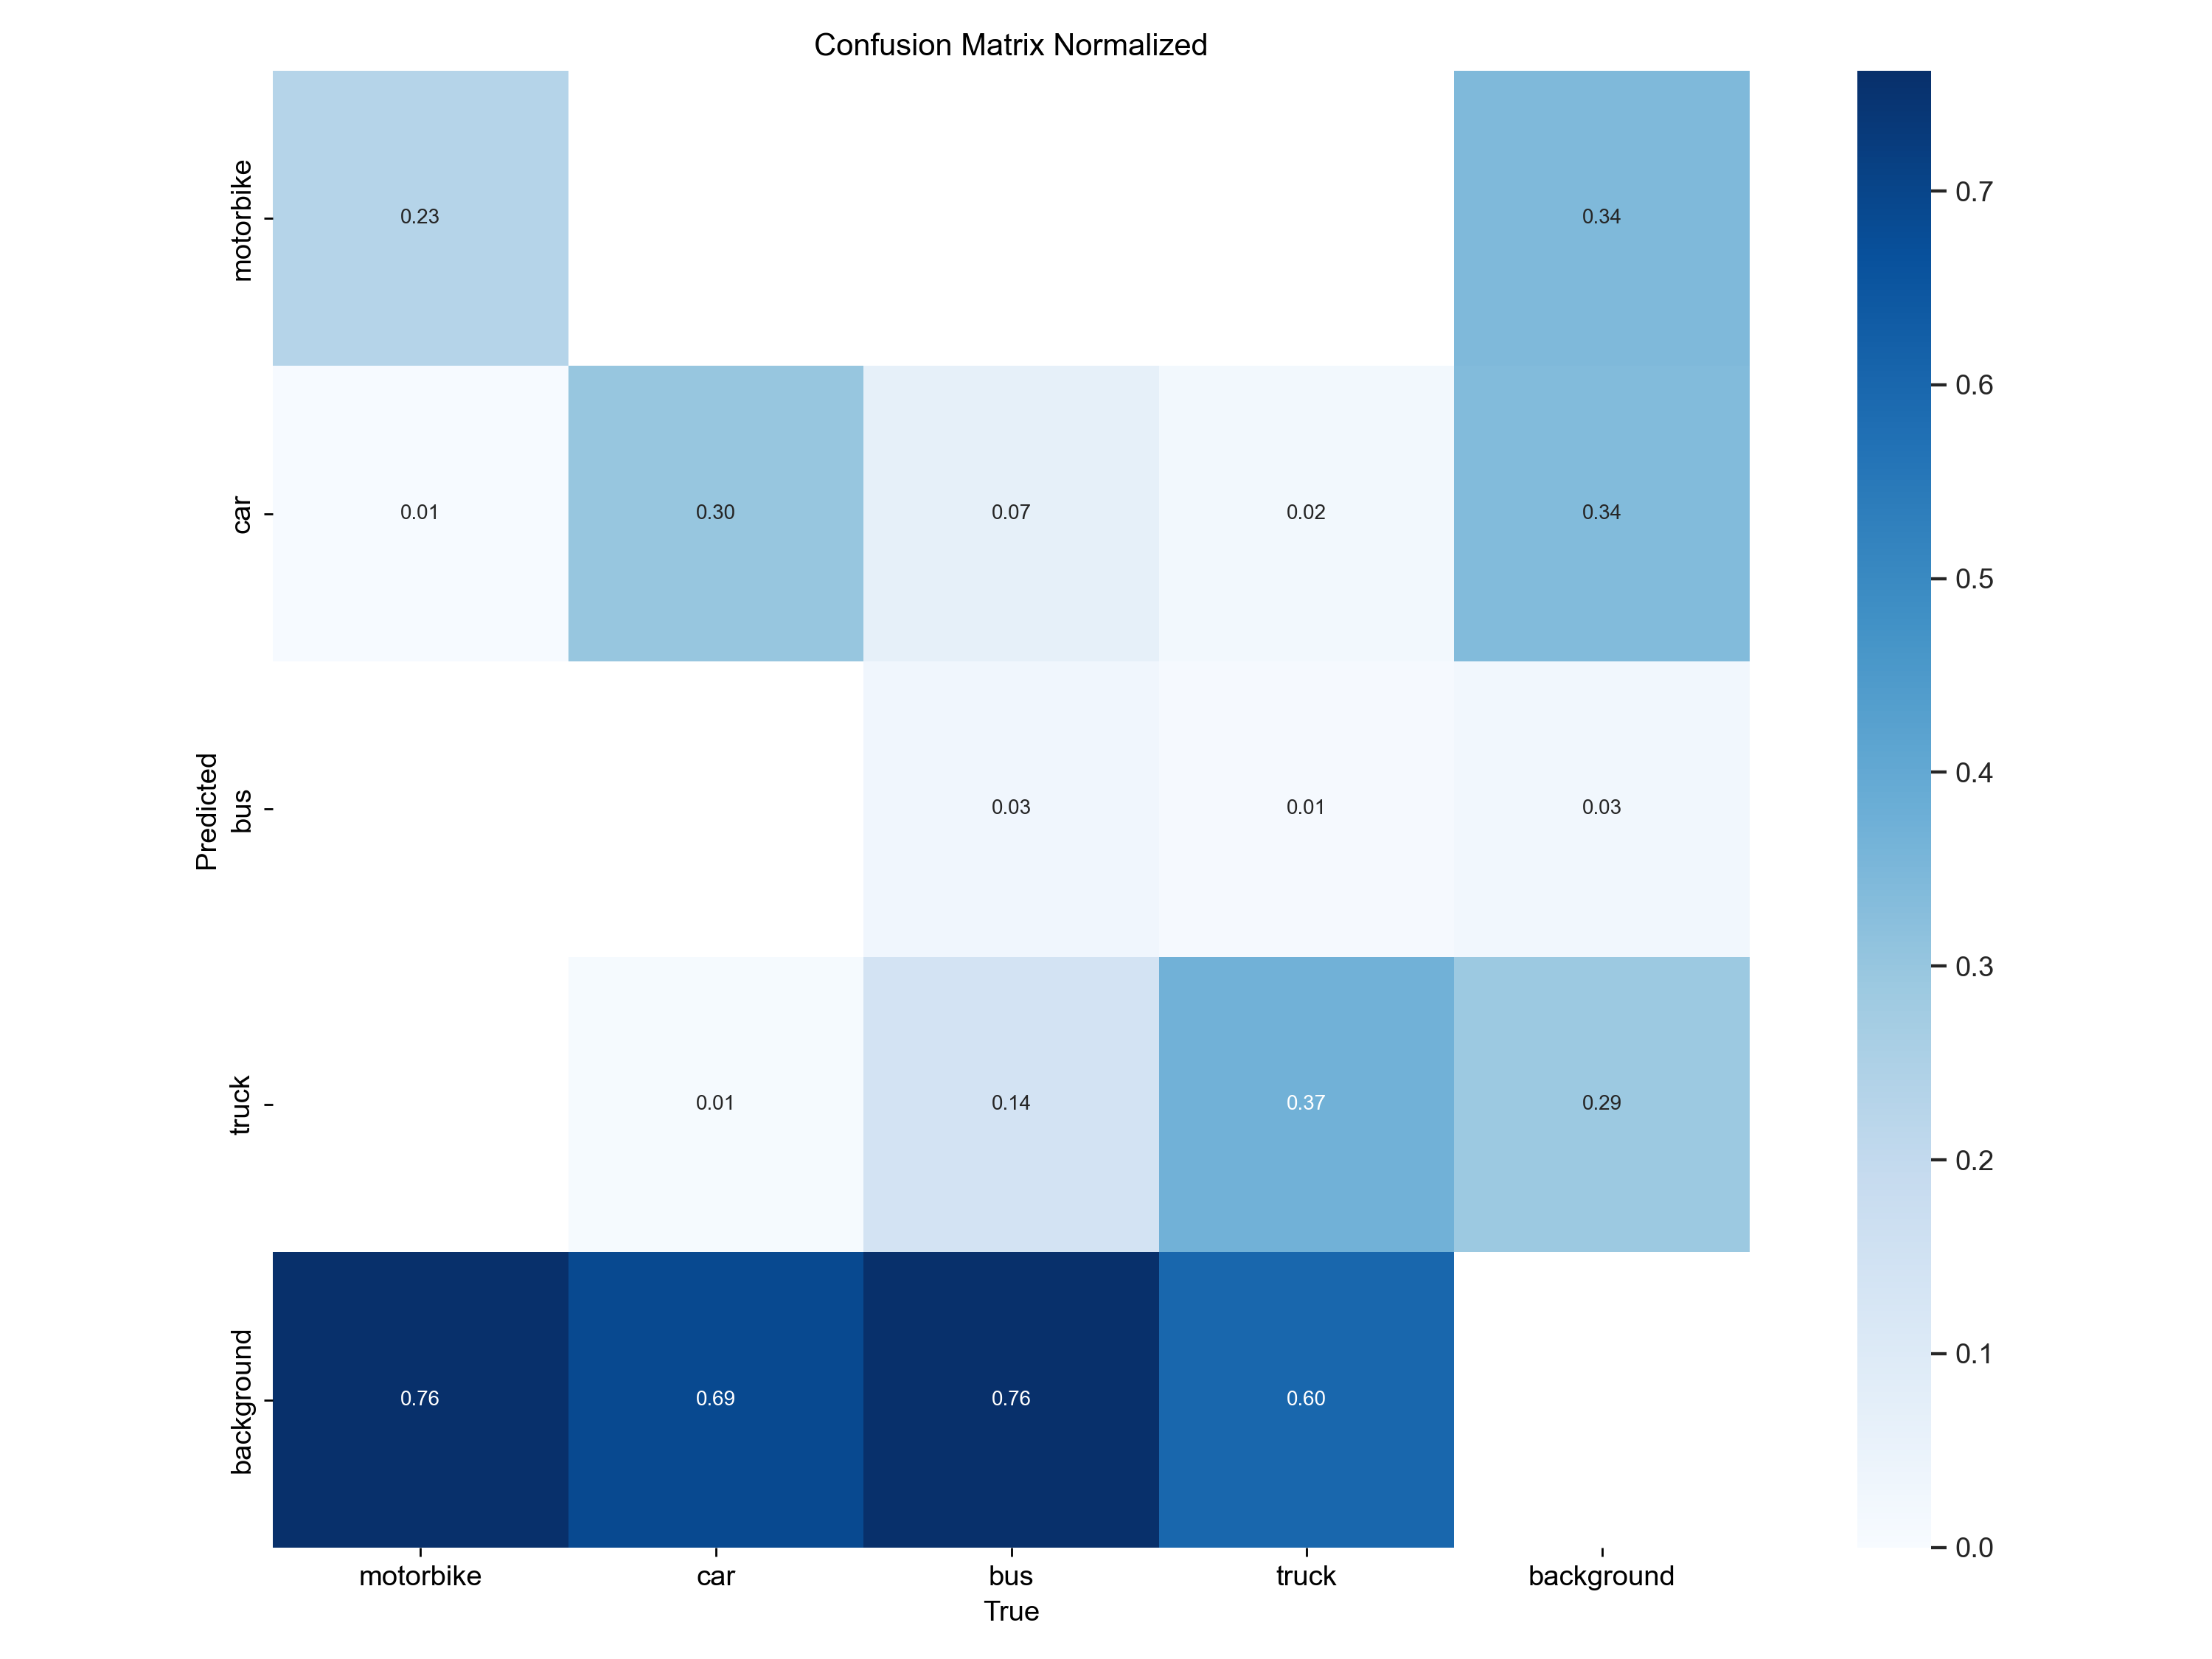 Confusion Matrix Normalized
motorbike
0.23
0.34
car
0.01
0.30
0.07
0.02
0.34
Predicted
bus
0.03
0.01
0.03
truck
0.01
0.14
0.37
0.29
background
0.76
0.69
0.76
0.60
motorbike
car
bus
truck
background
True
0.7
0.6
0.5
0.4
0.3
0.2
0.1
0.0